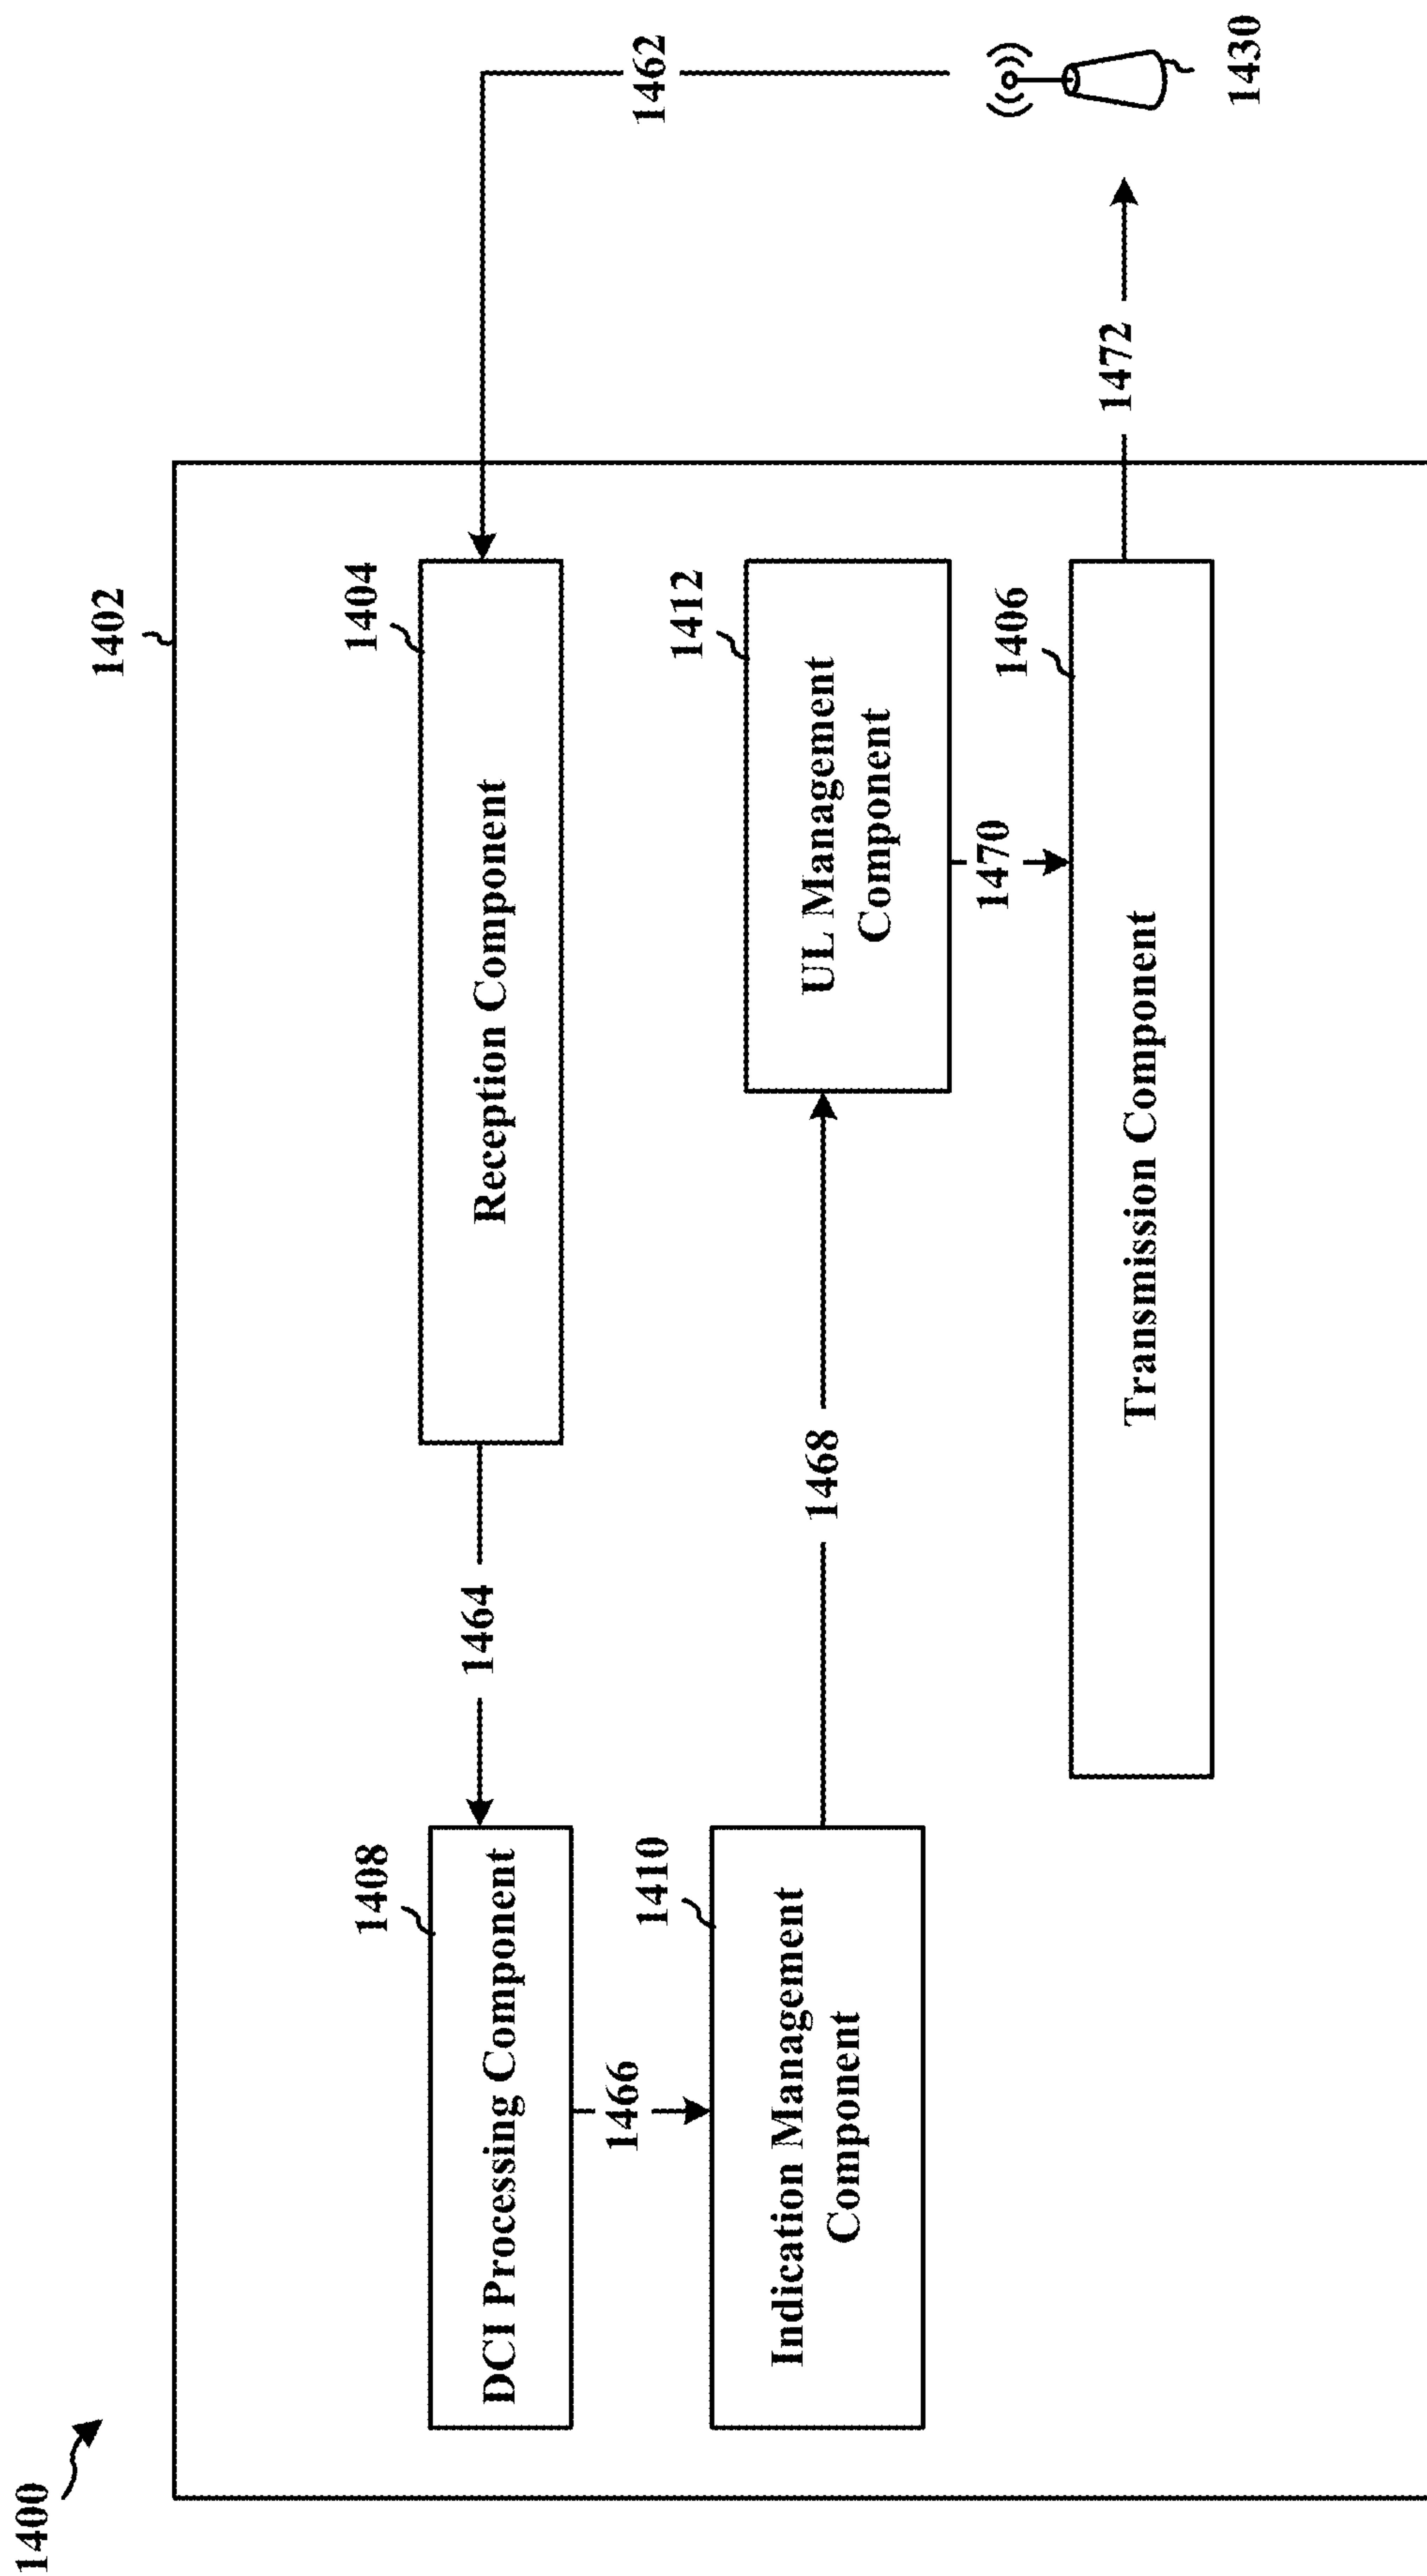 1400
1402
1404
Reception Component
1462
1464
1408
DCI Processing Component
1466
1410
Indication Management
Component
1468
1412
UL Management
Component
1470
1406
Transmission Component
1472
1430